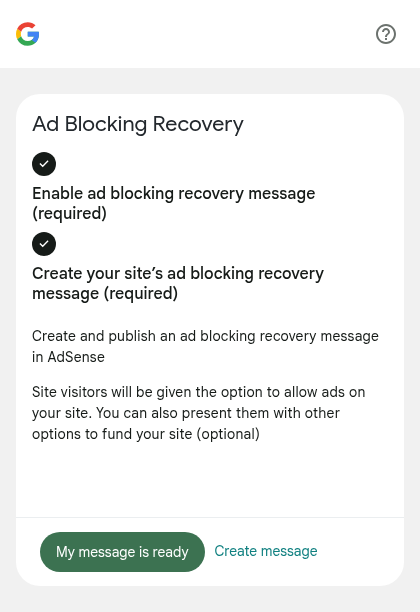 Ad Blocking Recovery
Enable ad blocking recovery message
(required)
Create your site’s ad blocking recovery
message (required)
Create and publish an ad blocking recovery message
in AdSense
Site visitors will be given the option to allow ads on
your site. You can also present them with other
options to fund your site (optional)
My message is ready
Create message